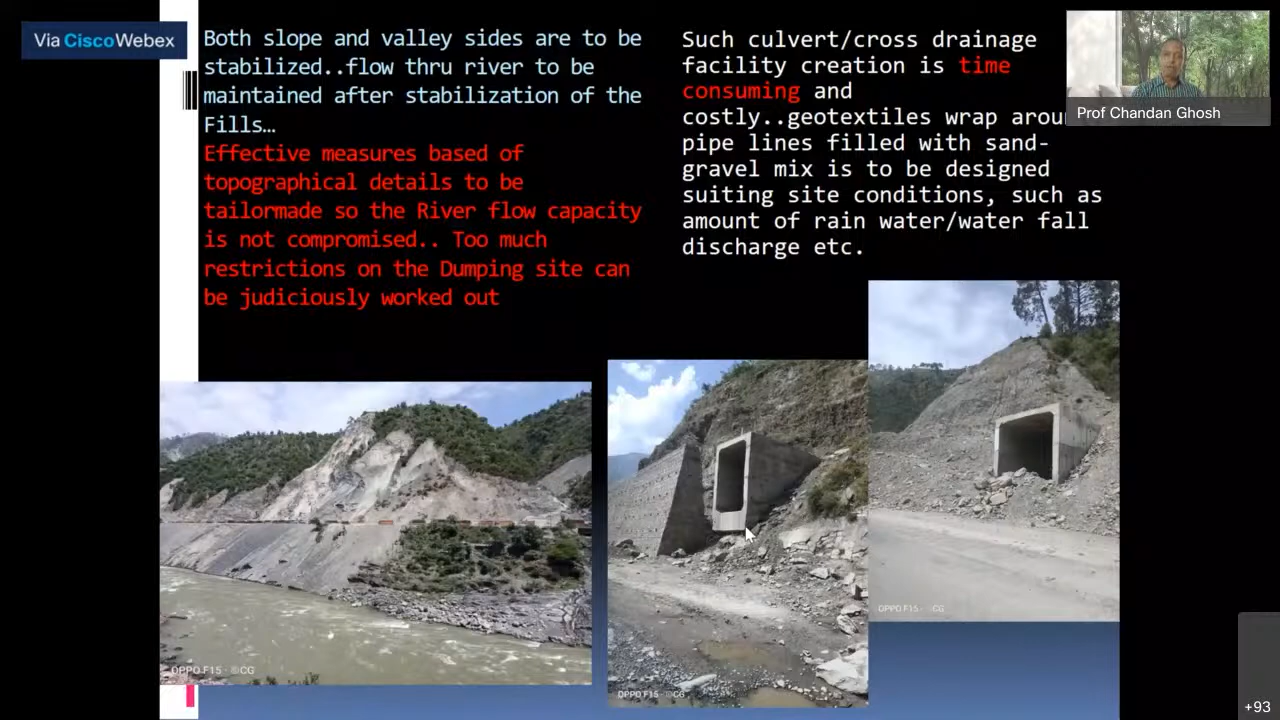 Via CiscoWebex
Both slope and valley sides are to be
stabilized..flow thru river to be
maintained after stabilization of the
Fills…
Effective measures based of
topographical details to be
tailormade so the River flow capacity
is not compromised.. Too much
restrictions on the Dumping site can
be judiciously worked out
Such culvert/cross drainage
facility creation is time
consuming and
costly..geotextiles wrap arou
pipe lines filled with sand-
gravel mix is to be designed
suiting site conditions, such as
amount of rain water/water fall
discharge etc.
Prof Chandan Ghosh
OPPO F15 · ©CG
OPPO F15 · ©CG
OPPO F15 · ©CG
+93